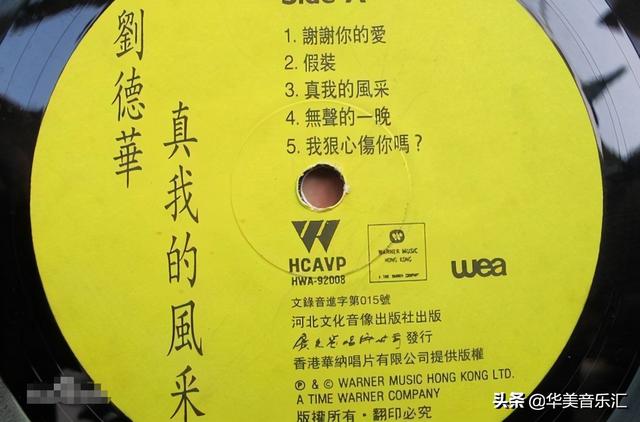 劉德華
真我的風采
Side A
1. 謝謝你的愛
2. 假裝
3. 真我的風采
4. 無聲的一晚
5. 我狠心傷你嗎？
HCAVP
HWA-92008
WARNER MUSIC
HONG KONG
A TIME WARNER COMPANY
wea
文錄音進字第015號
河北文化音像出版社出版
發行
香港華納唱片有限公司提供版權
℗ & © WARNER MUSIC HONG KONG LTD.
A TIME WARNER COMPANY
版權所有·翻印必究
头条 @华美音乐汇